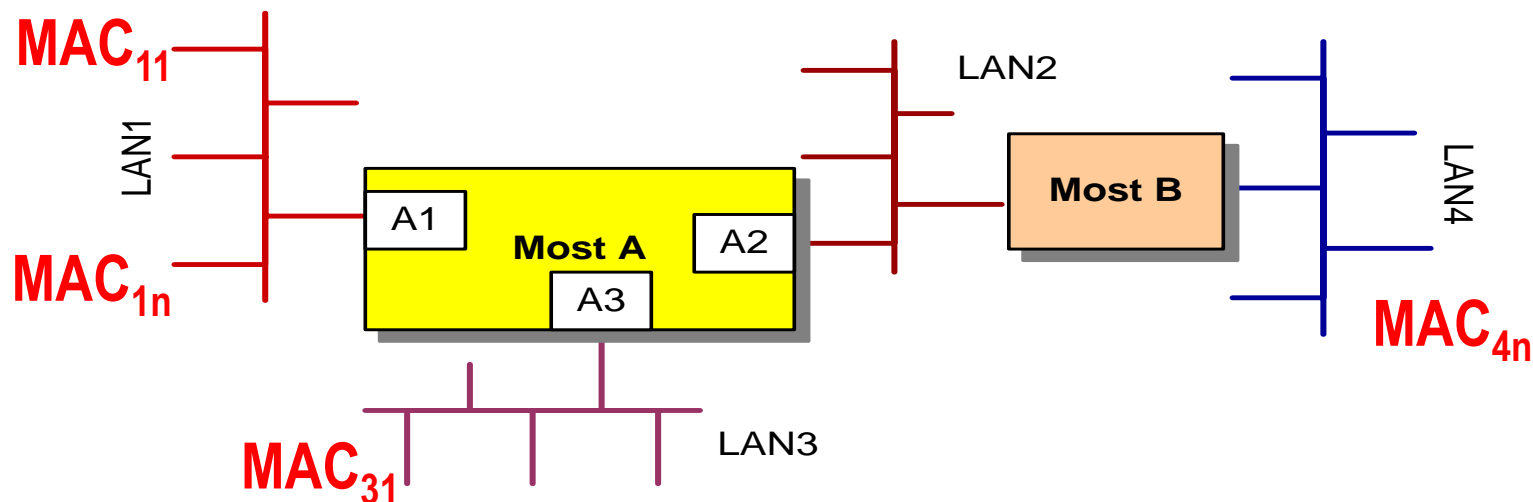 MAC₁₁
LAN1
MAC₁ₙ
A1
Most A
A2
A3
MAC₃₁
LAN3
LAN2
Most B
LAN4
MAC₄ₙ